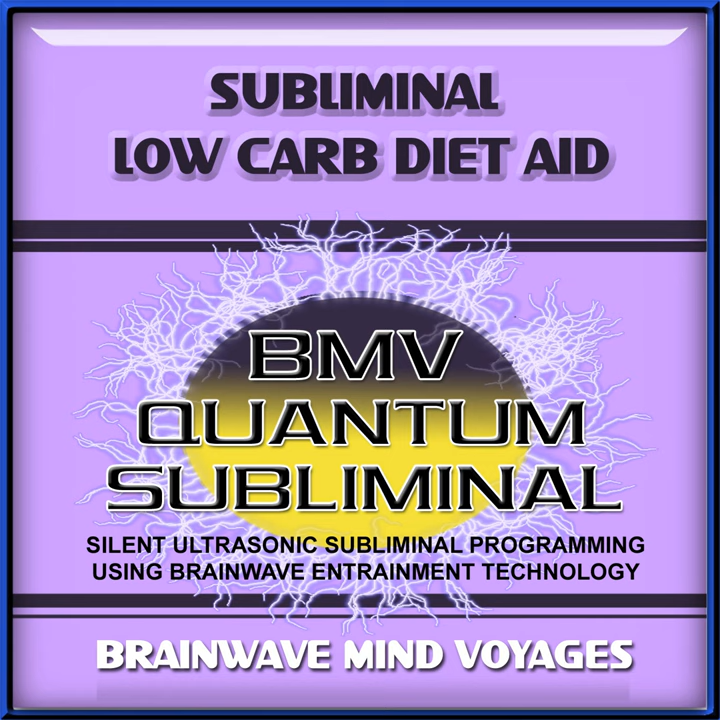 SUBLIMINAL
LOW CARB DIET AID
BMV
QUANTUM
SUBLIMINAL
SILENT ULTRASONIC SUBLIMINAL PROGRAMMING
USING BRAINWAVE ENTRAINMENT TECHNOLOGY
BRAINWAVE MIND VOYAGES